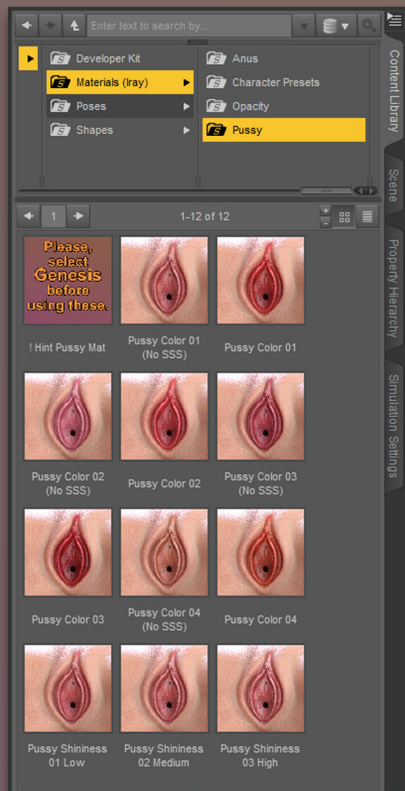 Enter text to search by...
Developer Kit
Materials (Iray)
Poses
Shapes
Anus
Character Presets
Opacity
Pussy
Content Library
Scene
Property Hierarchy
Simulation Settings
1
1-12 of 12
Please,
select
Genesis
before
using these.
! Hint Pussy Mat
Pussy Color 01
(No SSS)
Pussy Color 01
Pussy Color 02
(No SSS)
Pussy Color 02
Pussy Color 03
(No SSS)
Pussy Color 03
Pussy Color 04
(No SSS)
Pussy Color 04
Pussy Shininess
01 Low
Pussy Shininess
02 Medium
Pussy Shininess
03 High